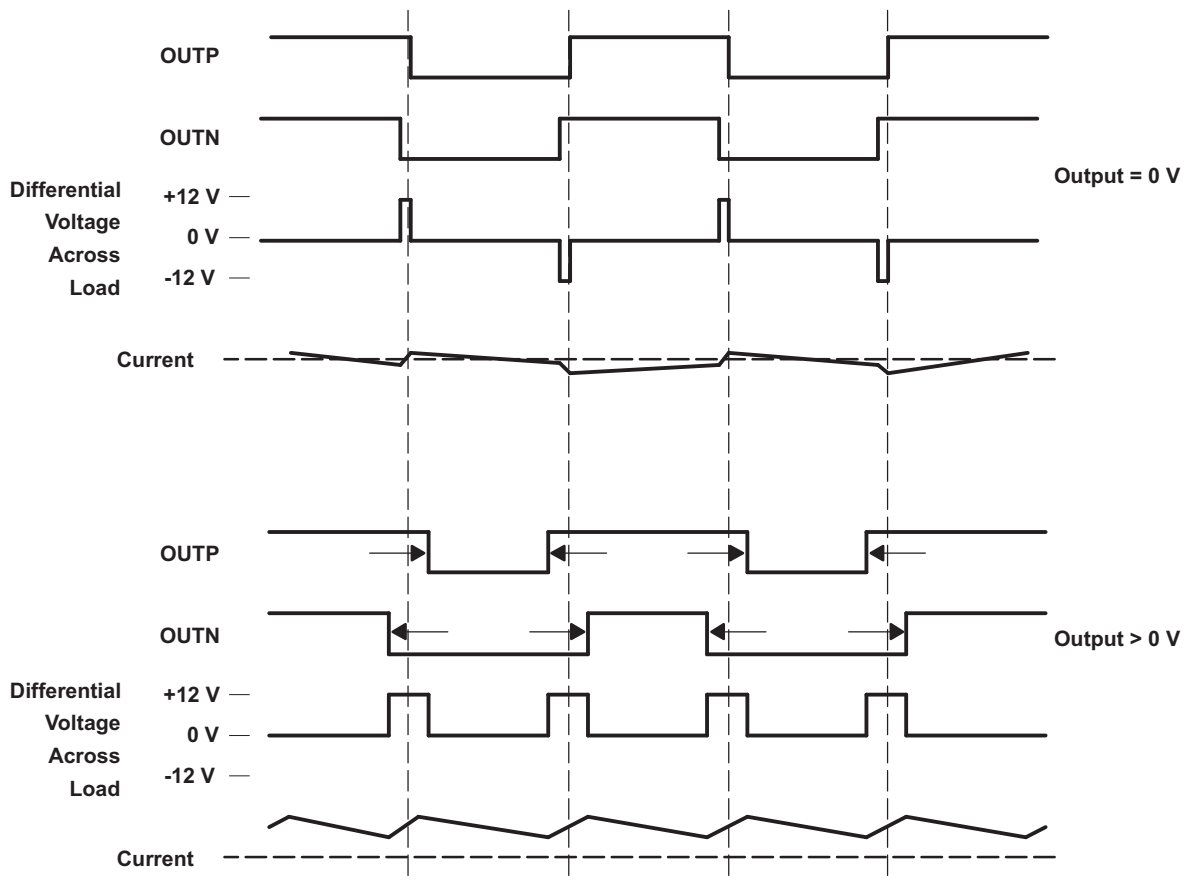 OUTP
OUTN
Output = 0 V
Differential
Voltage
Across
Load
+12 V
0 V
-12 V
Current
OUTP
OUTN
Output > 0 V
Differential
Voltage
Across
Load
+12 V
0 V
-12 V
Current